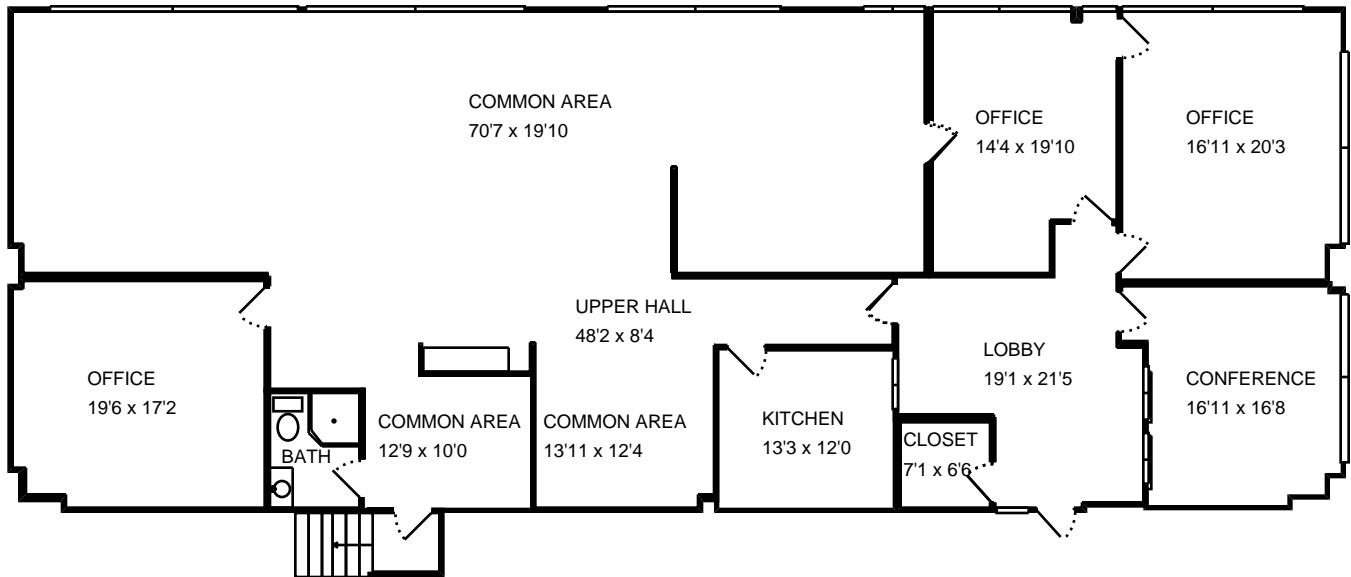 COMMON AREA
70'7 x 19'10
OFFICE
14'4 x 19'10
OFFICE
16'11 x 20'3
UPPER HALL
48'2 x 8'4
OFFICE
19'6 x 17'2
BATH
COMMON AREA
12'9 x 10'0
COMMON AREA
13'11 x 12'4
KITCHEN
13'3 x 12'0
LOBBY
19'1 x 21'5
CLOSET
7'1 x 6'6
CONFERENCE
16'11 x 16'8